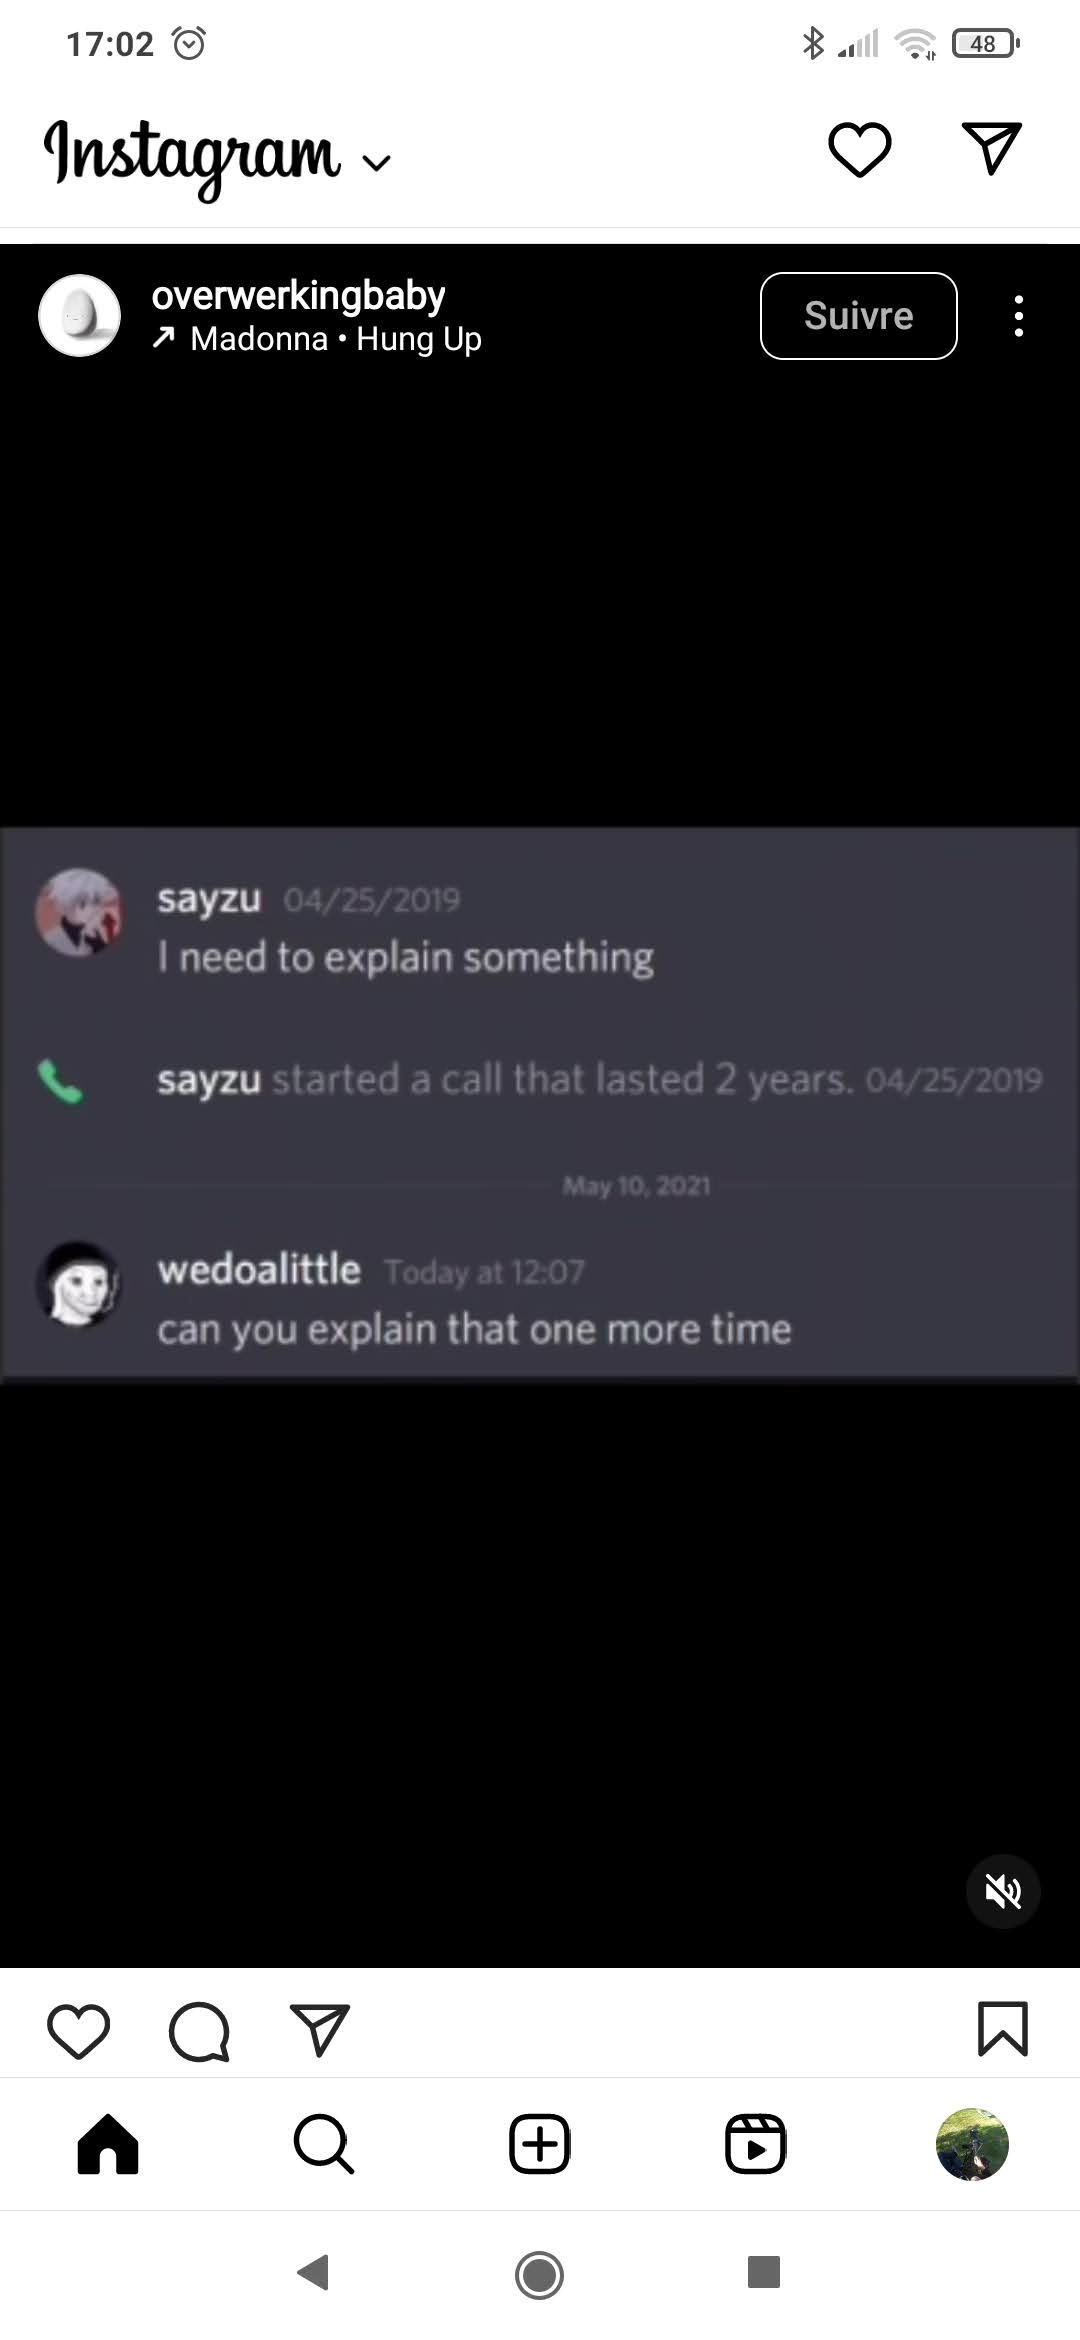 17:02
48
Instagram
overwerkingbaby
Madonna • Hung Up
Suivre
sayzu 04/25/2019
I need to explain something
sayzu started a call that lasted 2 years. 04/25/2019
May 10, 2021
wedoalittle Today at 12:07
can you explain that one more time